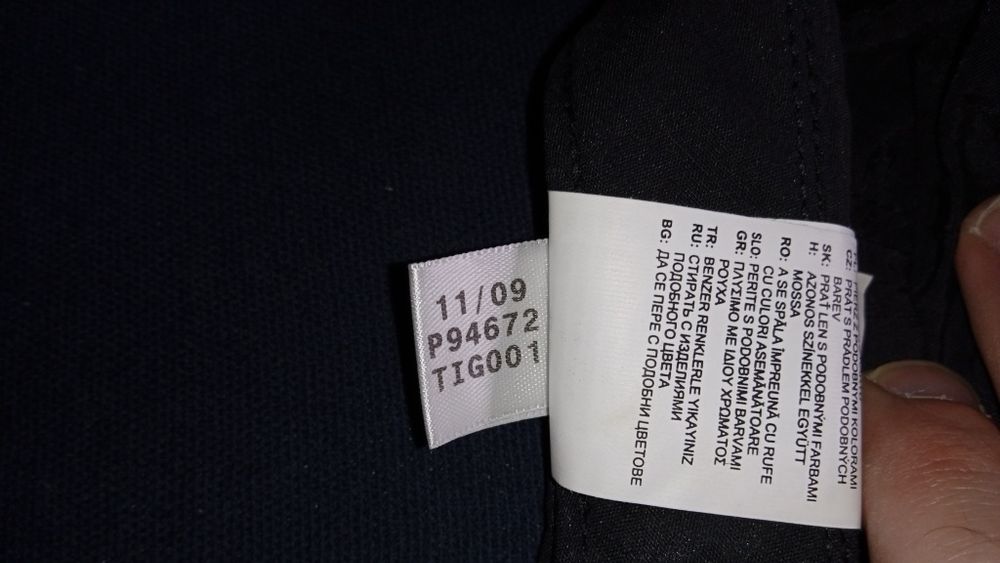 11/09
P94672
TIG001
PIERZ Z PODOBNYMI KOLORAMI
CZ: PRÁT S PRÁDLEM PODOBNÝCH
BAREV
SK: PRAŤ LEN S PODOBNÝMI FARBAMI
H: AZONOS SZÍNEKKEL EGYÜTT
MOSSA
RO: A SE SPĂLA ÎMPREUNĂ CU RUFE
CU CULORI ASEMĂNĂTOARE
SLO: PERITE S PODOBNIMI BARVAMI
GR: ΠΛΥΣΙΜΟ ΜΕ ΙΔΙΟΥ ΧΡΩΜΑΤΟΣ
ΡΟΥΧΑ
TR: BENZER RENKLERLE YIKAYINIZ
RU: СТИРАТЬ С ИЗДЕЛИЯМИ
ПОДОБНОГО ЦВЕТА
BG: ДА СЕ ПЕРЕ С ПОДОБНИ ЦВЕТОВЕ